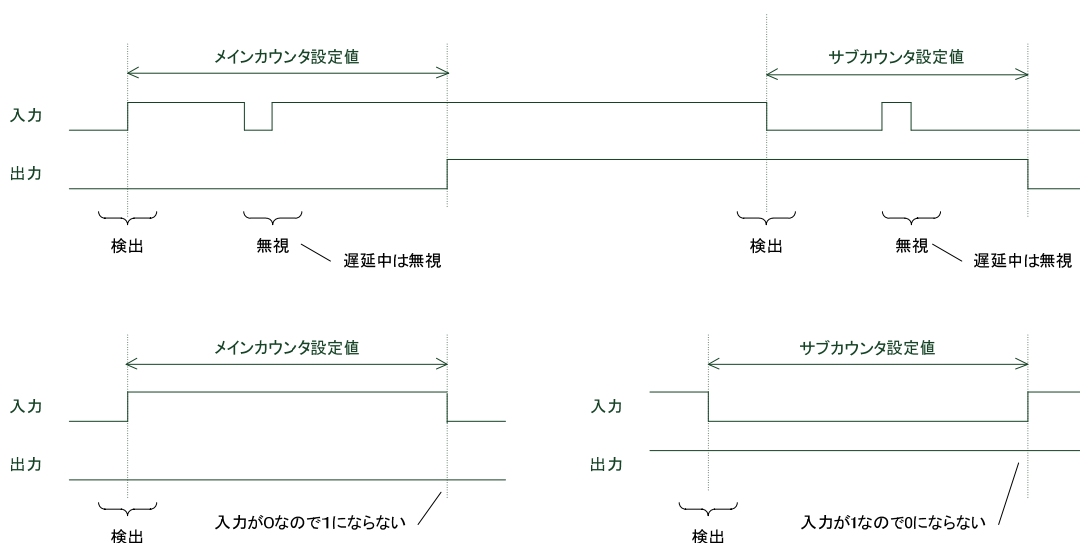 メインカウンタ設定値
サブカウンタ設定値
入力
出力
検出
無視
遅延中は無視
検出
無視
遅延中は無視
メインカウンタ設定値
サブカウンタ設定値
入力
入力
出力
出力
入力が0なので1にならない
入力が1なので0にならない
検出
検出